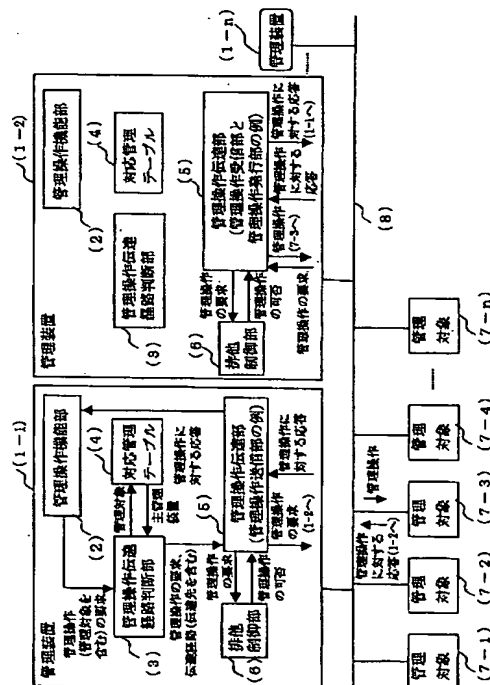 管理装置
(1-1)
管理操作機能部
(2)
管理操作
(管理対象を
含む)の要求
管理操作伝達
経路判断部
(3)
管理対象
主管理
装置
対応管理
テーブル
(4)
管理操作に
対する応答
管理操作の要求、
伝達経路(伝達先を含む)
管理操作伝達部
(管理操作送信部の例)
(5)
管理操作
の要求
管理操作
の可否
排他
制御部
(6)
管理操作
の要求
(1-2へ)
管理操作に
対する応答
管理装置
(1-2)
管理操作機能部
(2)
管理操作伝達
経路判断部
(3)
対応管理
テーブル
(4)
管理操作伝達部
(管理操作受信部と
管理操作発行部の例)
(5)
管理操作
の要求
管理操作
の可否
排他
制御部
(6)
管理操作の要求
管理操作
(7-3へ)
管理操作
に対する
応答
管理操作に
対する応答
(1-1へ)
管理装置
(1-n)
(8)
管理操作
に対する
応答(1-2へ)
管理操作
管理
対象
(7-1)
管理
対象
(7-2)
管理
対象
(7-3)
管理
対象
(7-4)
管理
対象
(7-n)